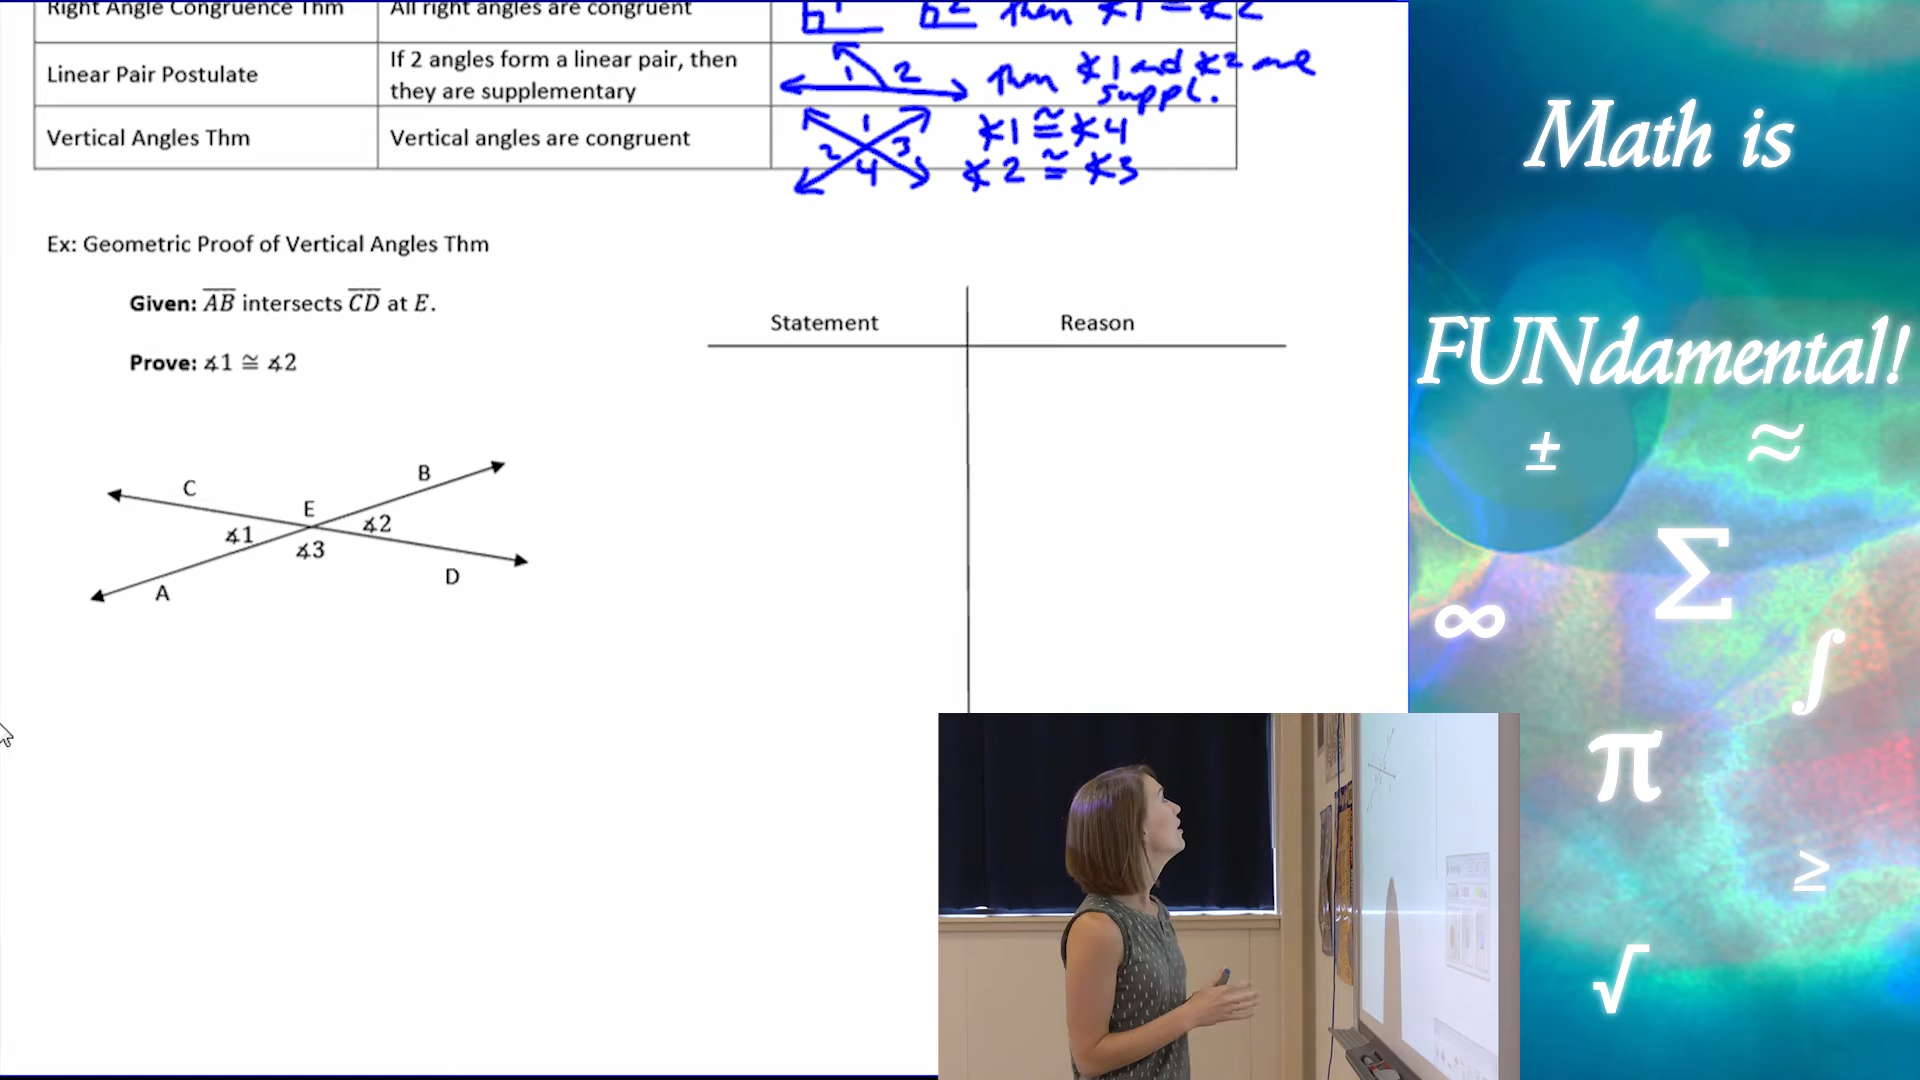 Right Angle Congruence Thm All right angles are congruent 1 2 then ∡1 ≅ ∡2
Linear Pair Postulate If 2 angles form a linear pair, then they are supplementary 1 2 Then ∡1 and ∡2 are suppl.
Vertical Angles Thm Vertical angles are congruent 1 2 3 4 ∡1 ≅ ∡4
∡2 ≅ ∡3
Ex: Geometric Proof of Vertical Angles Thm
Given: AB intersects CD at E.
Prove: ∡1 ≅ ∡2
Statement Reason
C E B
∡1 ∡2
∡3
A D
Math is
FUNdamental!
± ≈
∑
∞ ∫
π
≥
√